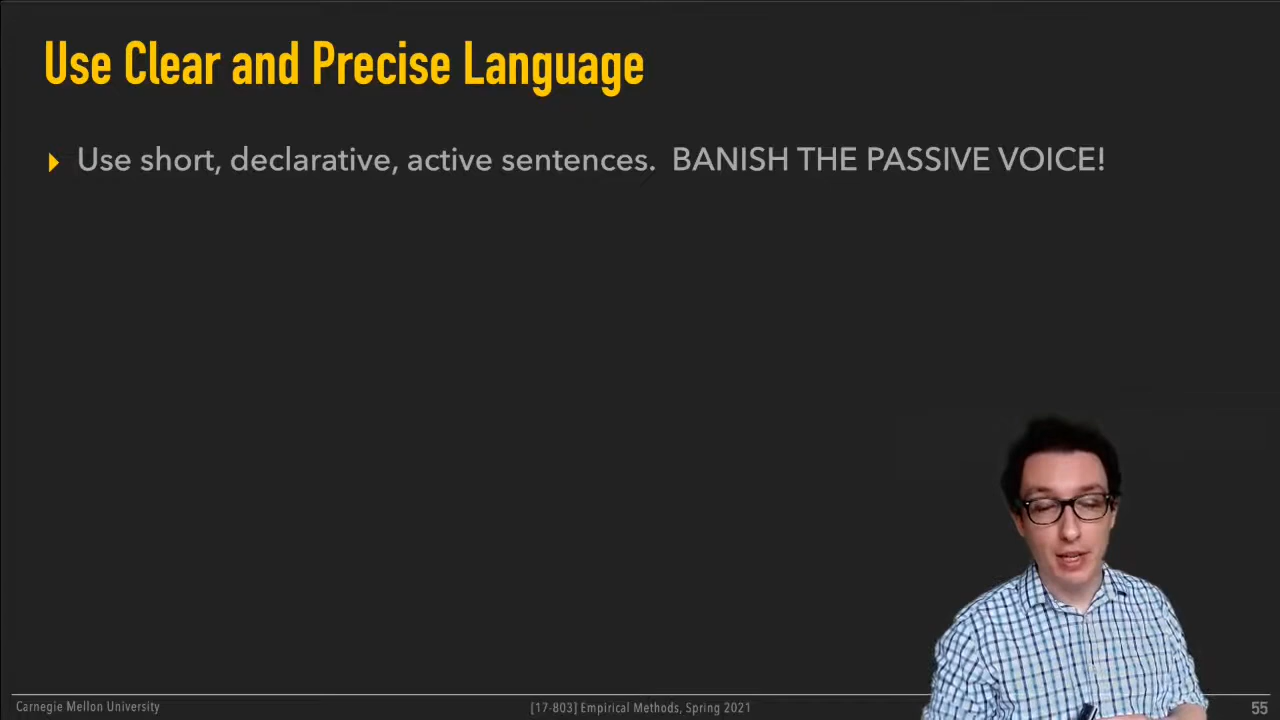 Use Clear and Precise Language
Use short, declarative, active sentences. BANISH THE PASSIVE VOICE!
Carnegie Mellon University
[17-803] Empirical Methods, Spring 2021
55